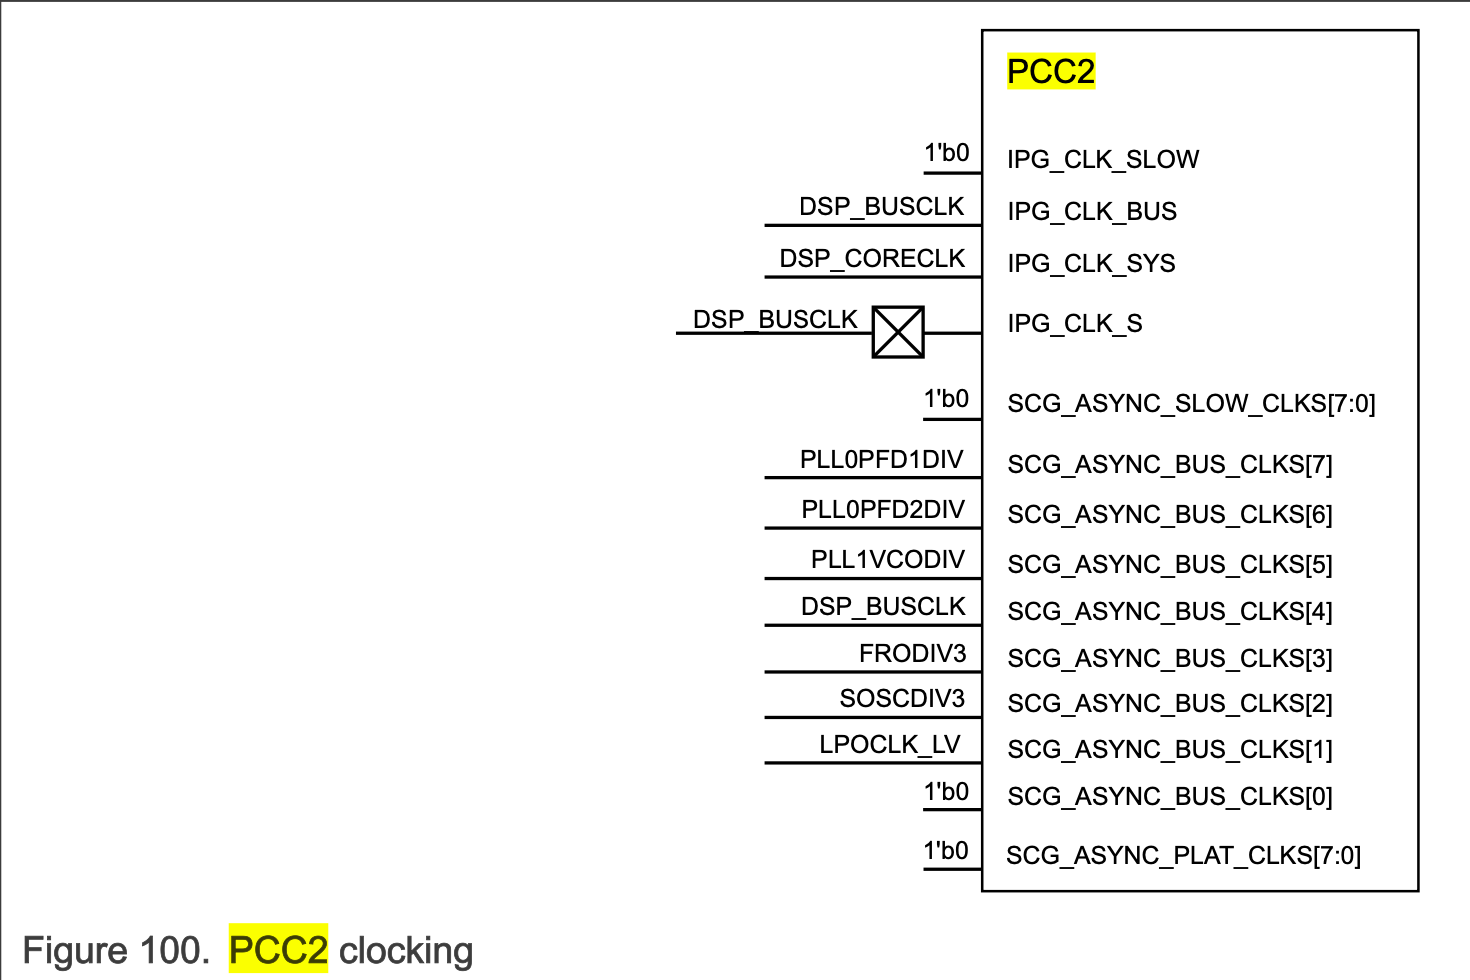 PCC2
1'b0 IPG_CLK_SLOW
DSP_BUSCLK IPG_CLK_BUS
DSP_CORECLK IPG_CLK_SYS
DSP_BUSCLK IPG_CLK_S
1'b0 SCG_ASYNC_SLOW_CLKS[7:0]
PLL0PFD1DIV SCG_ASYNC_BUS_CLKS[7]
PLL0PFD2DIV SCG_ASYNC_BUS_CLKS[6]
PLL1VCODIV SCG_ASYNC_BUS_CLKS[5]
DSP_BUSCLK SCG_ASYNC_BUS_CLKS[4]
FRODIV3 SCG_ASYNC_BUS_CLKS[3]
SOSCDIV3 SCG_ASYNC_BUS_CLKS[2]
LPOCLK_LV SCG_ASYNC_BUS_CLKS[1]
1'b0 SCG_ASYNC_BUS_CLKS[0]
1'b0 SCG_ASYNC_PLAT_CLKS[7:0]
Figure 100. PCC2 clocking